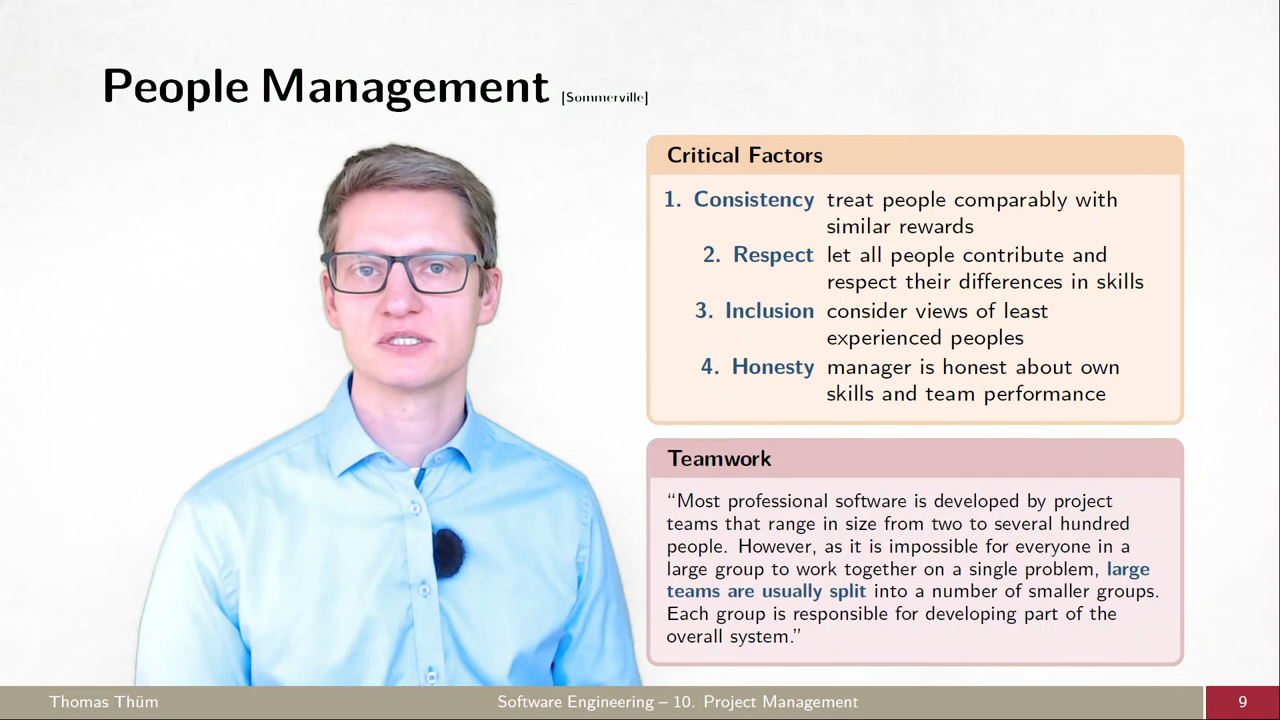 People Management [Sommerville]
Critical Factors
1. Consistency treat people comparably with
similar rewards
2. Respect let all people contribute and
respect their differences in skills
3. Inclusion consider views of least
experienced peoples
4. Honesty manager is honest about own
skills and team performance
Teamwork
“Most professional software is developed by project
teams that range in size from two to several hundred
people. However, as it is impossible for everyone in a
large group to work together on a single problem, large
teams are usually split into a number of smaller groups.
Each group is responsible for developing part of the
overall system.”
Thomas Thüm Software Engineering – 10. Project Management 9